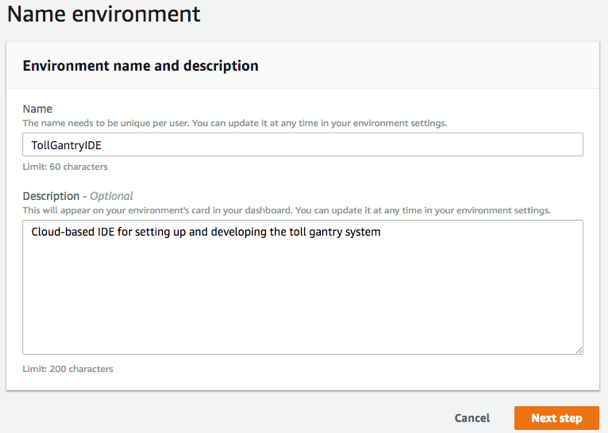 Name environment
Environment name and description
Name
The name needs to be unique per user. You can update it at any time in your environment settings.
TollGantryIDE
Limit: 60 characters
Description - Optional
This will appear on your environment's card in your dashboard. You can update it at any time in your environment settings.
Cloud-based IDE for setting up and developing the toll gantry system
Limit: 200 characters
Cancel Next step